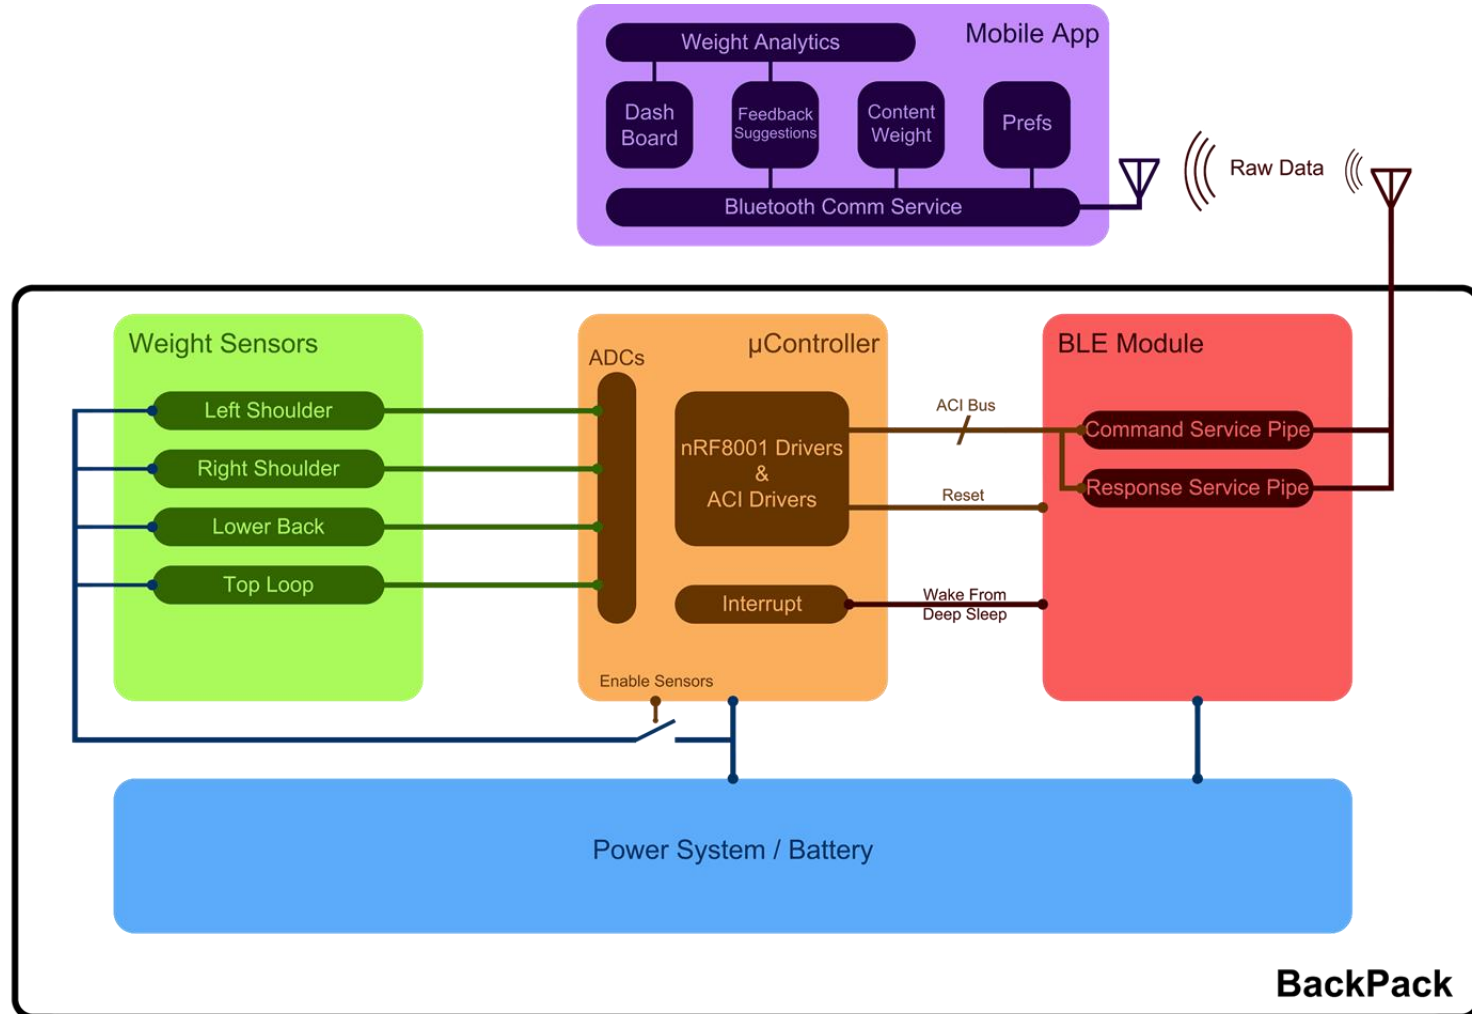 Mobile App
Weight Analytics
Dash
Board
Feedback
Suggestions
Content
Weight
Prefs
Bluetooth Comm Service
Raw Data
Weight Sensors
Left Shoulder
Right Shoulder
Lower Back
Top Loop
µController
ADCs
nRF8001 Drivers
&
ACI Drivers
Interrupt
Enable Sensors
ACI Bus
Reset
Wake From
Deep Sleep
BLE Module
Command Service Pipe
Response Service Pipe
Power System / Battery
BackPack